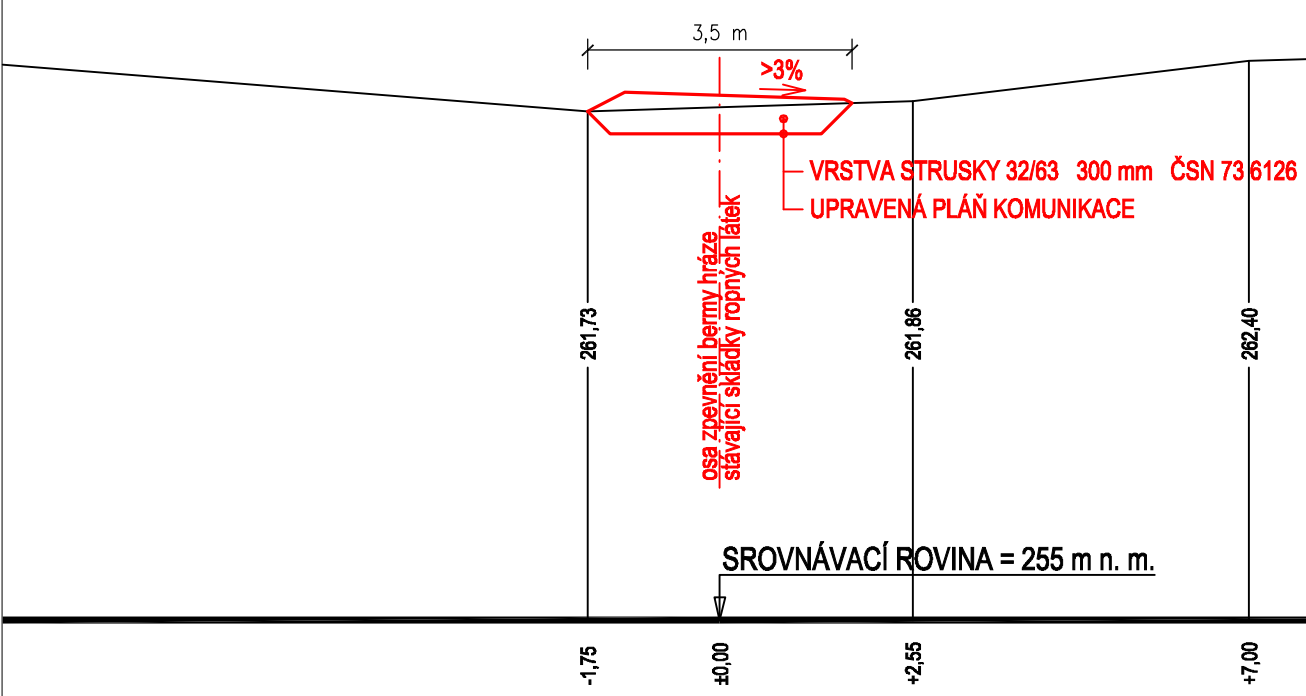 3,5 m
>3%
VRSTVA STRUSKY 32/63 300 mm ČSN 73 6126
UPRAVENÁ PLÁŇ KOMUNIKACE
osa zpevnění bermy hráze
stávající skládky ropných látek
261,73
261,86
262,40
SROVNÁVACÍ ROVINA = 255 m n. m.
-1,75
±0,00
+2,55
+7,00